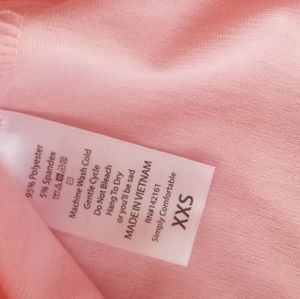 95% Polyester
5% Spandex
Machine Wash Cold
Gentle Cycle
Do Not Bleach
Hang To Dry
or you'll be sad
MADE IN VIETNAM
RN#142161
Simply Comfortable
XXS